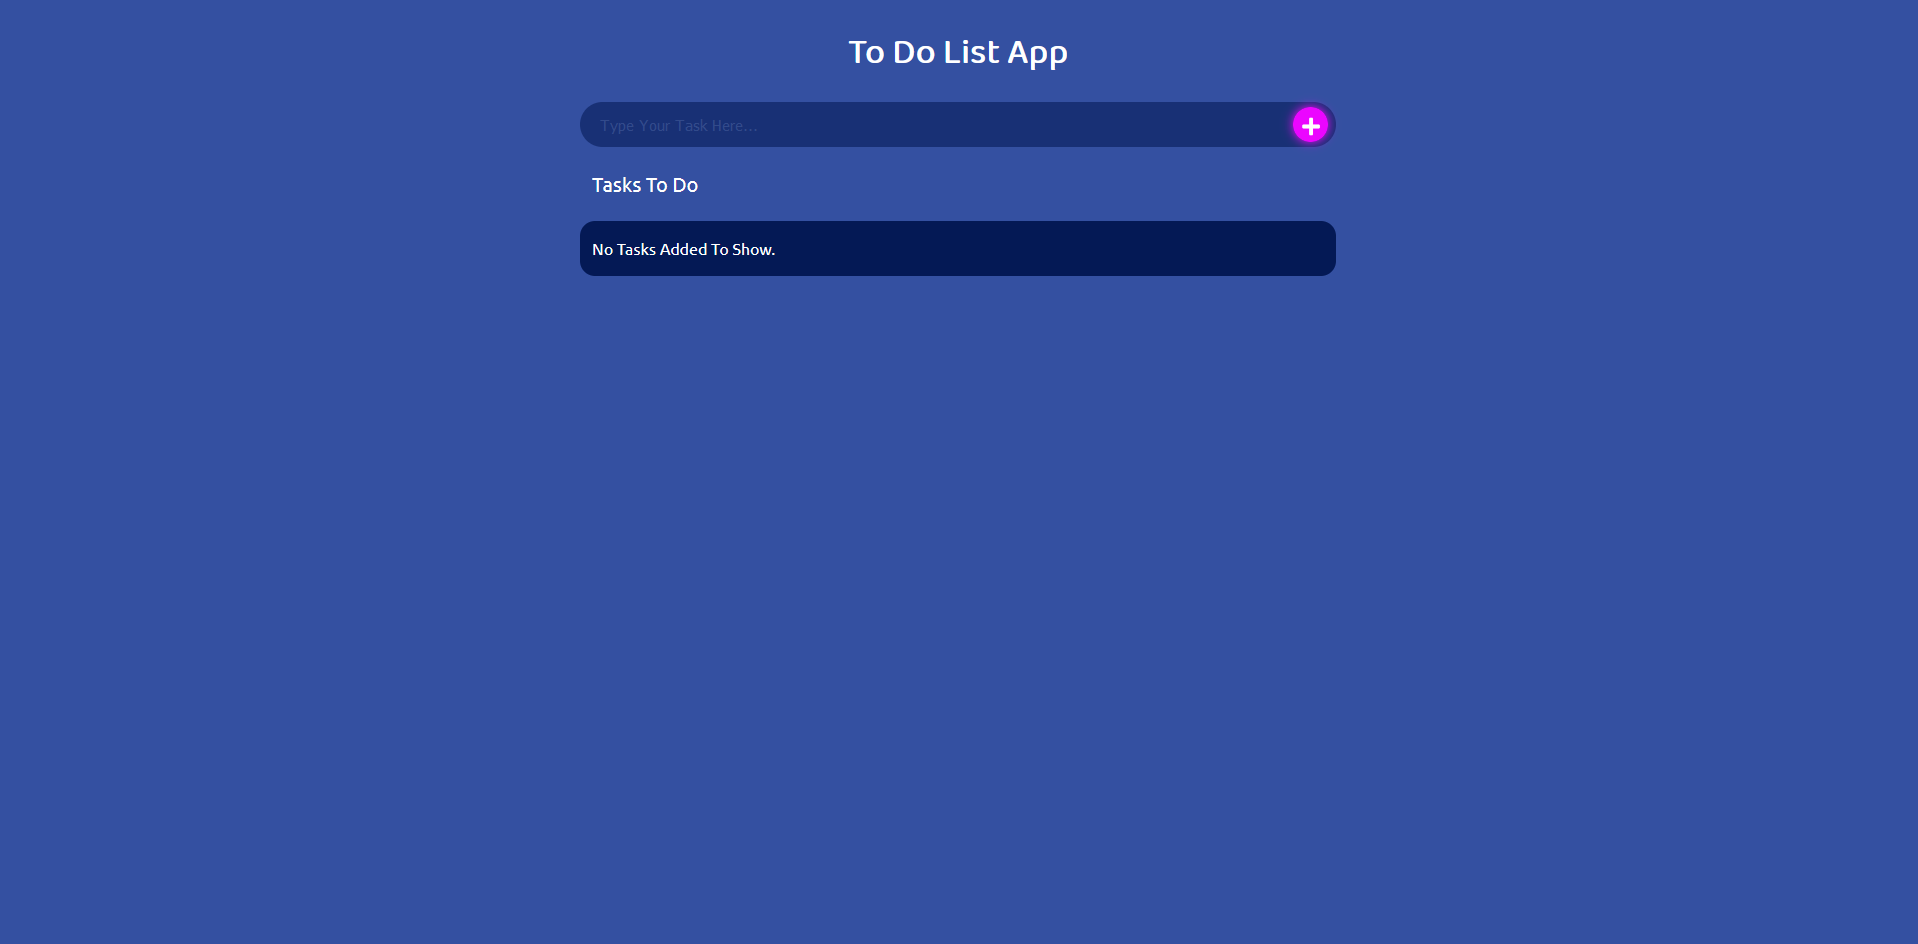 To Do List App
Type Your Task Here...
Tasks To Do
No Tasks Added To Show.